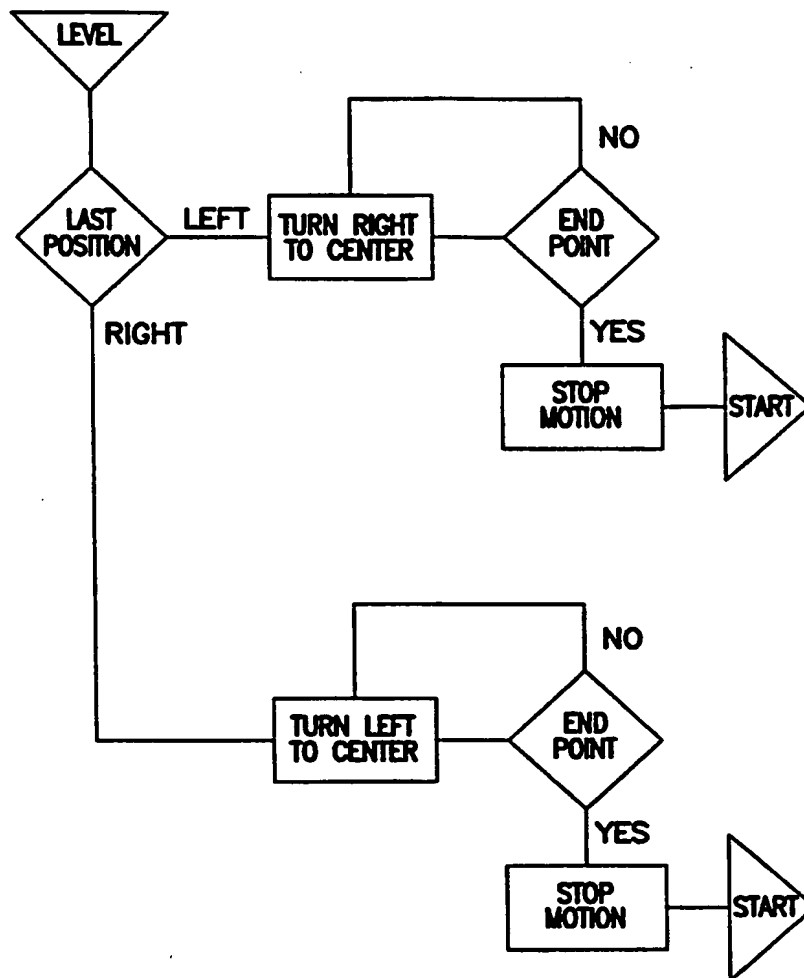 LEVEL
LAST
POSITION
LEFT
TURN RIGHT
TO CENTER
NO
END
POINT
YES
STOP
MOTION
START
RIGHT
TURN LEFT
TO CENTER
NO
END
POINT
YES
STOP
MOTION
START